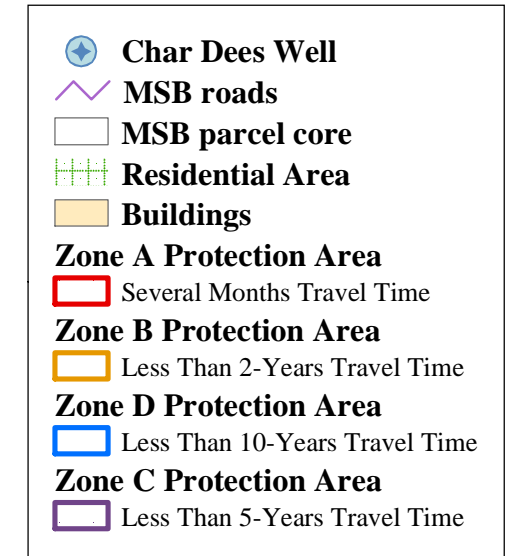 Char Dees Well
MSB roads
MSB parcel core
Residential Area
Buildings
Zone A Protection Area
Several Months Travel Time
Zone B Protection Area
Less Than 2-Years Travel Time
Zone D Protection Area
Less Than 10-Years Travel Time
Zone C Protection Area
Less Than 5-Years Travel Time